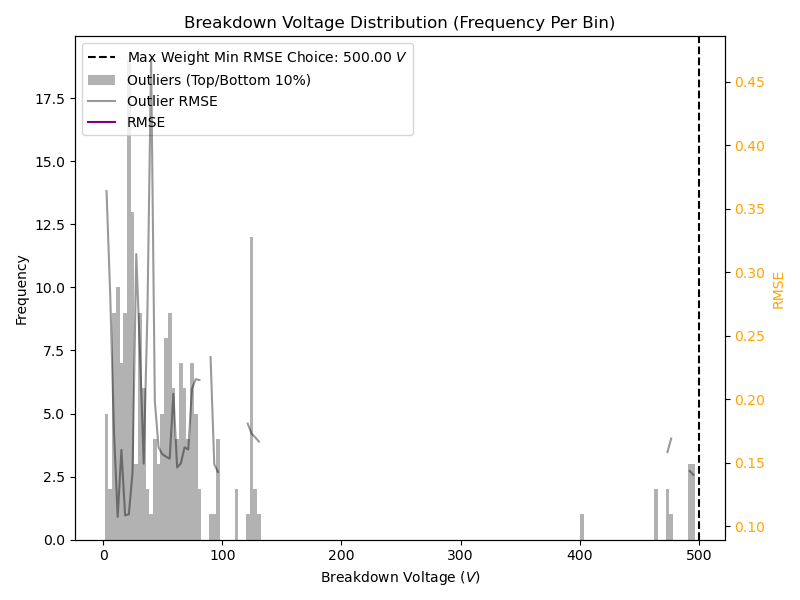 Breakdown Voltage Distribution (Frequency Per Bin)
Max Weight Min RMSE Choice: 500.00 V
Outliers (Top/Bottom 10%)
Outlier RMSE
RMSE
17.5
15.0
12.5
10.0
7.5
5.0
2.5
0.0
Frequency
0.45
0.40
0.35
0.30
0.25
0.20
0.15
0.10
RMSE
0 100 200 300 400 500
Breakdown Voltage (V)